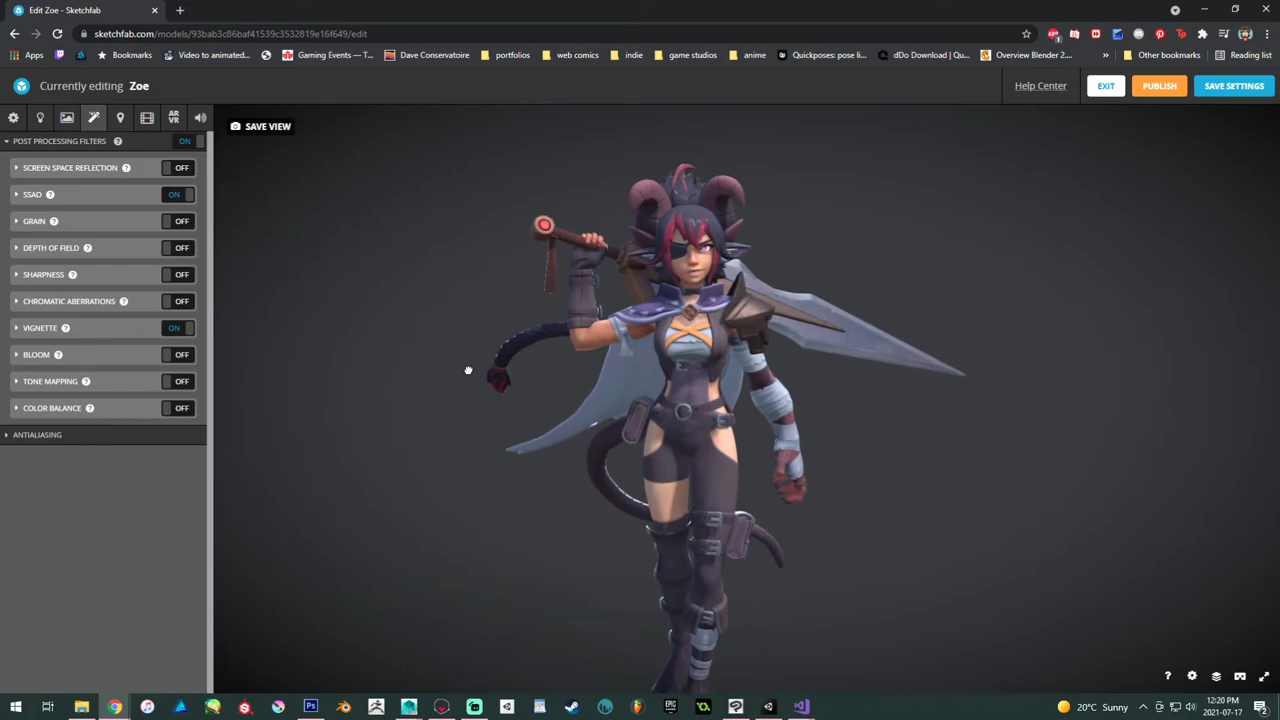 Edit Zoe - Sketchfab
sketchfab.com/models/93bab3c86baf41539c3532819e16f649/edit
Apps
Bookmarks
Video to animated...
Gaming Events — T...
Dave Conservatoire
portfolios
web comics
indie
game studios
anime
Quickposes: pose lin...
dDo Download | Qu...
Overview Blender 2....
»
Other bookmarks
Reading list
Currently editing Zoe
Help Center
EXIT
PUBLISH
SAVE SETTINGS
AR VR
SAVE VIEW
POST PROCESSING FILTERS ? ON
SCREEN SPACE REFLECTION ? OFF
SSAO ? ON
GRAIN ? OFF
DEPTH OF FIELD ? OFF
SHARPNESS ? OFF
CHROMATIC ABERRATIONS ? OFF
VIGNETTE ? ON
BLOOM ? OFF
TONE MAPPING ? OFF
COLOR BALANCE ? OFF
ANTIALIASING
?
20°C Sunny
12:20 PM
2021-07-17